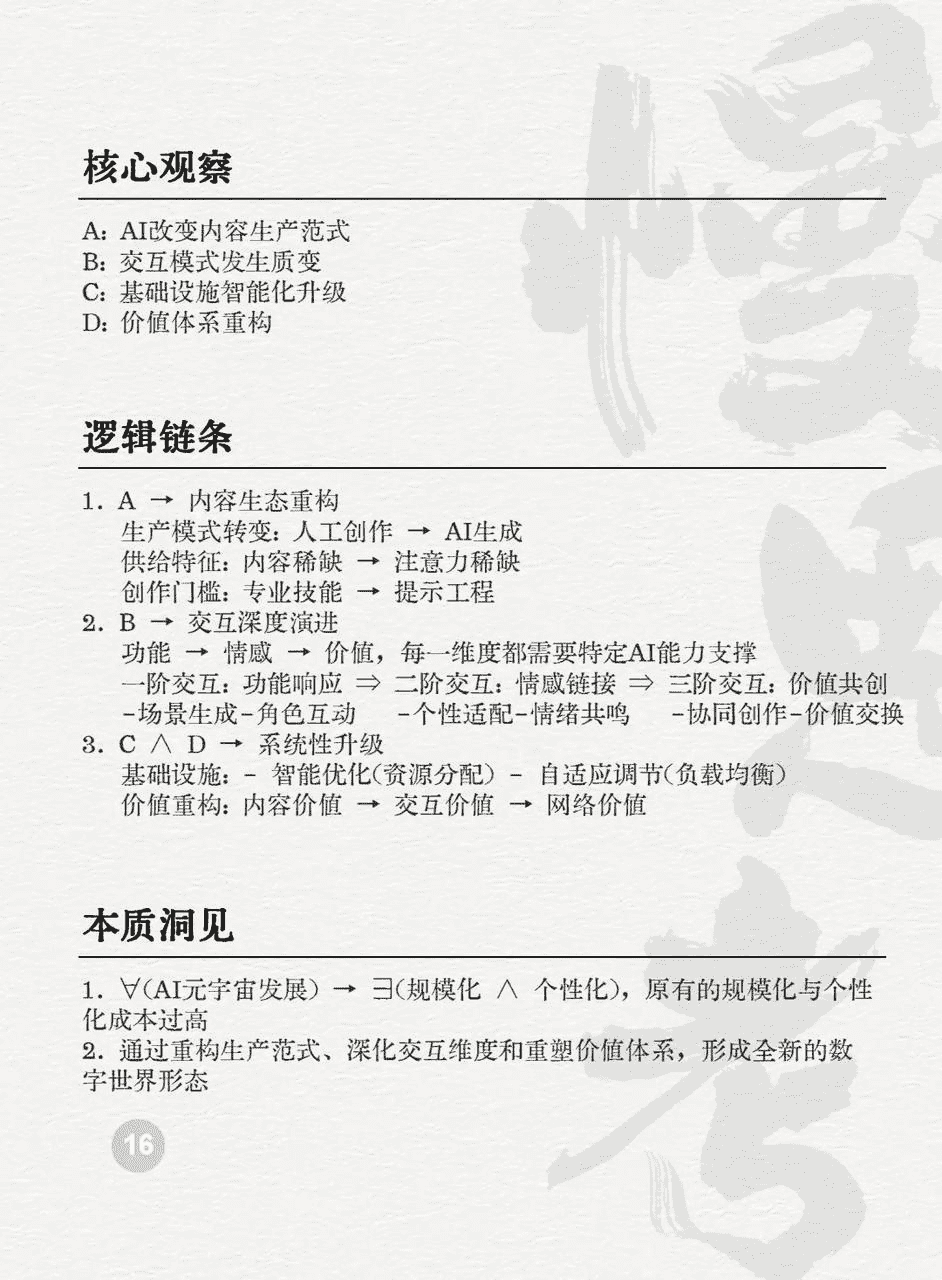 核心观察
A: AI改变内容生产范式
B: 交互模式发生质变
C: 基础设施智能化升级
D: 价值体系重构
逻辑链条
1. A → 内容生态重构
生产模式转变: 人工创作 → AI生成
供给特征: 内容稀缺 → 注意力稀缺
创作门槛: 专业技能 → 提示工程
2. B → 交互深度演进
功能 → 情感 → 价值，每一维度都需要特定AI能力支撑
一阶交互: 功能响应 ⇒ 二阶交互: 情感链接 ⇒ 三阶交互: 价值共创
-场景生成-角色互动 -个性适配-情绪共鸣 -协同创作-价值交换
3. C ∧ D → 系统性升级
基础设施: - 智能优化(资源分配) - 自适应调节(负载均衡)
价值重构: 内容价值 → 交互价值 → 网络价值
本质洞见
1. ∀(AI元宇宙发展) → ∃(规模化 ∧ 个性化)，原有的规模化与个性
化成本过高
2. 通过重构生产范式、深化交互维度和重塑价值体系，形成全新的数
字世界形态
16
慢思考